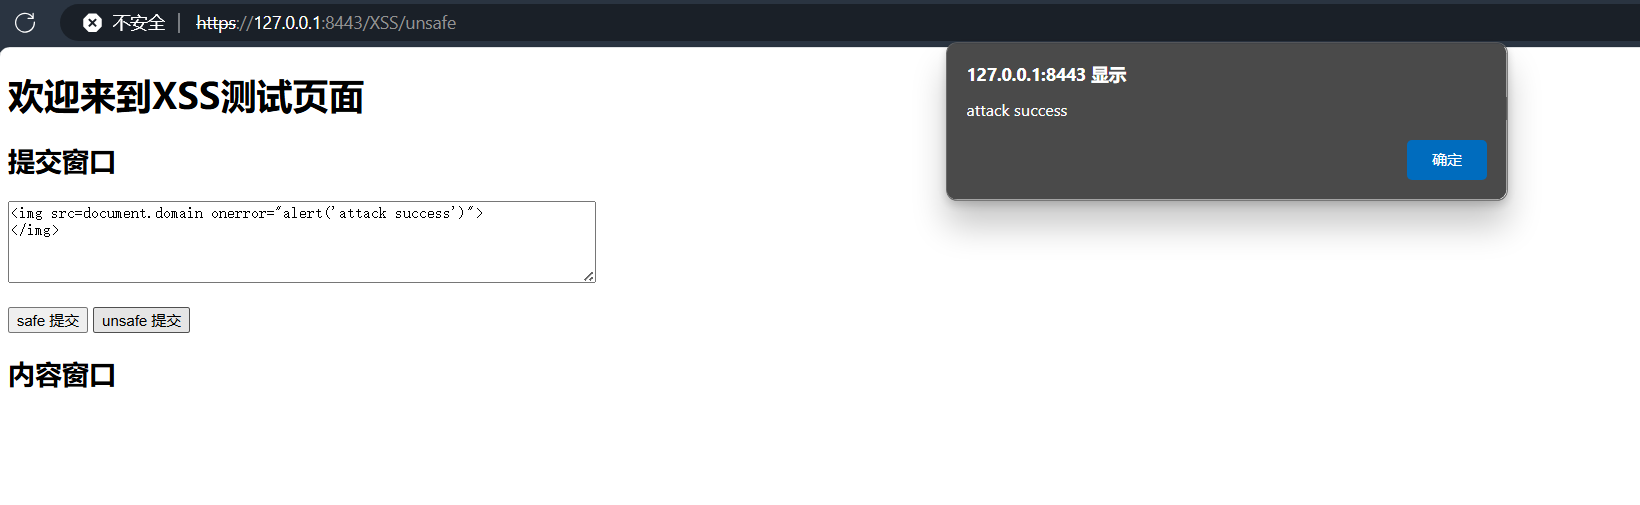 不安全 | https://127.0.0.1:8443/XSS/unsafe
127.0.0.1:8443 显示
attack success
确定
欢迎来到XSS测试页面
提交窗口
<img src=document.domain onerror="alert('attack success')">
</img>
safe 提交 unsafe 提交
内容窗口